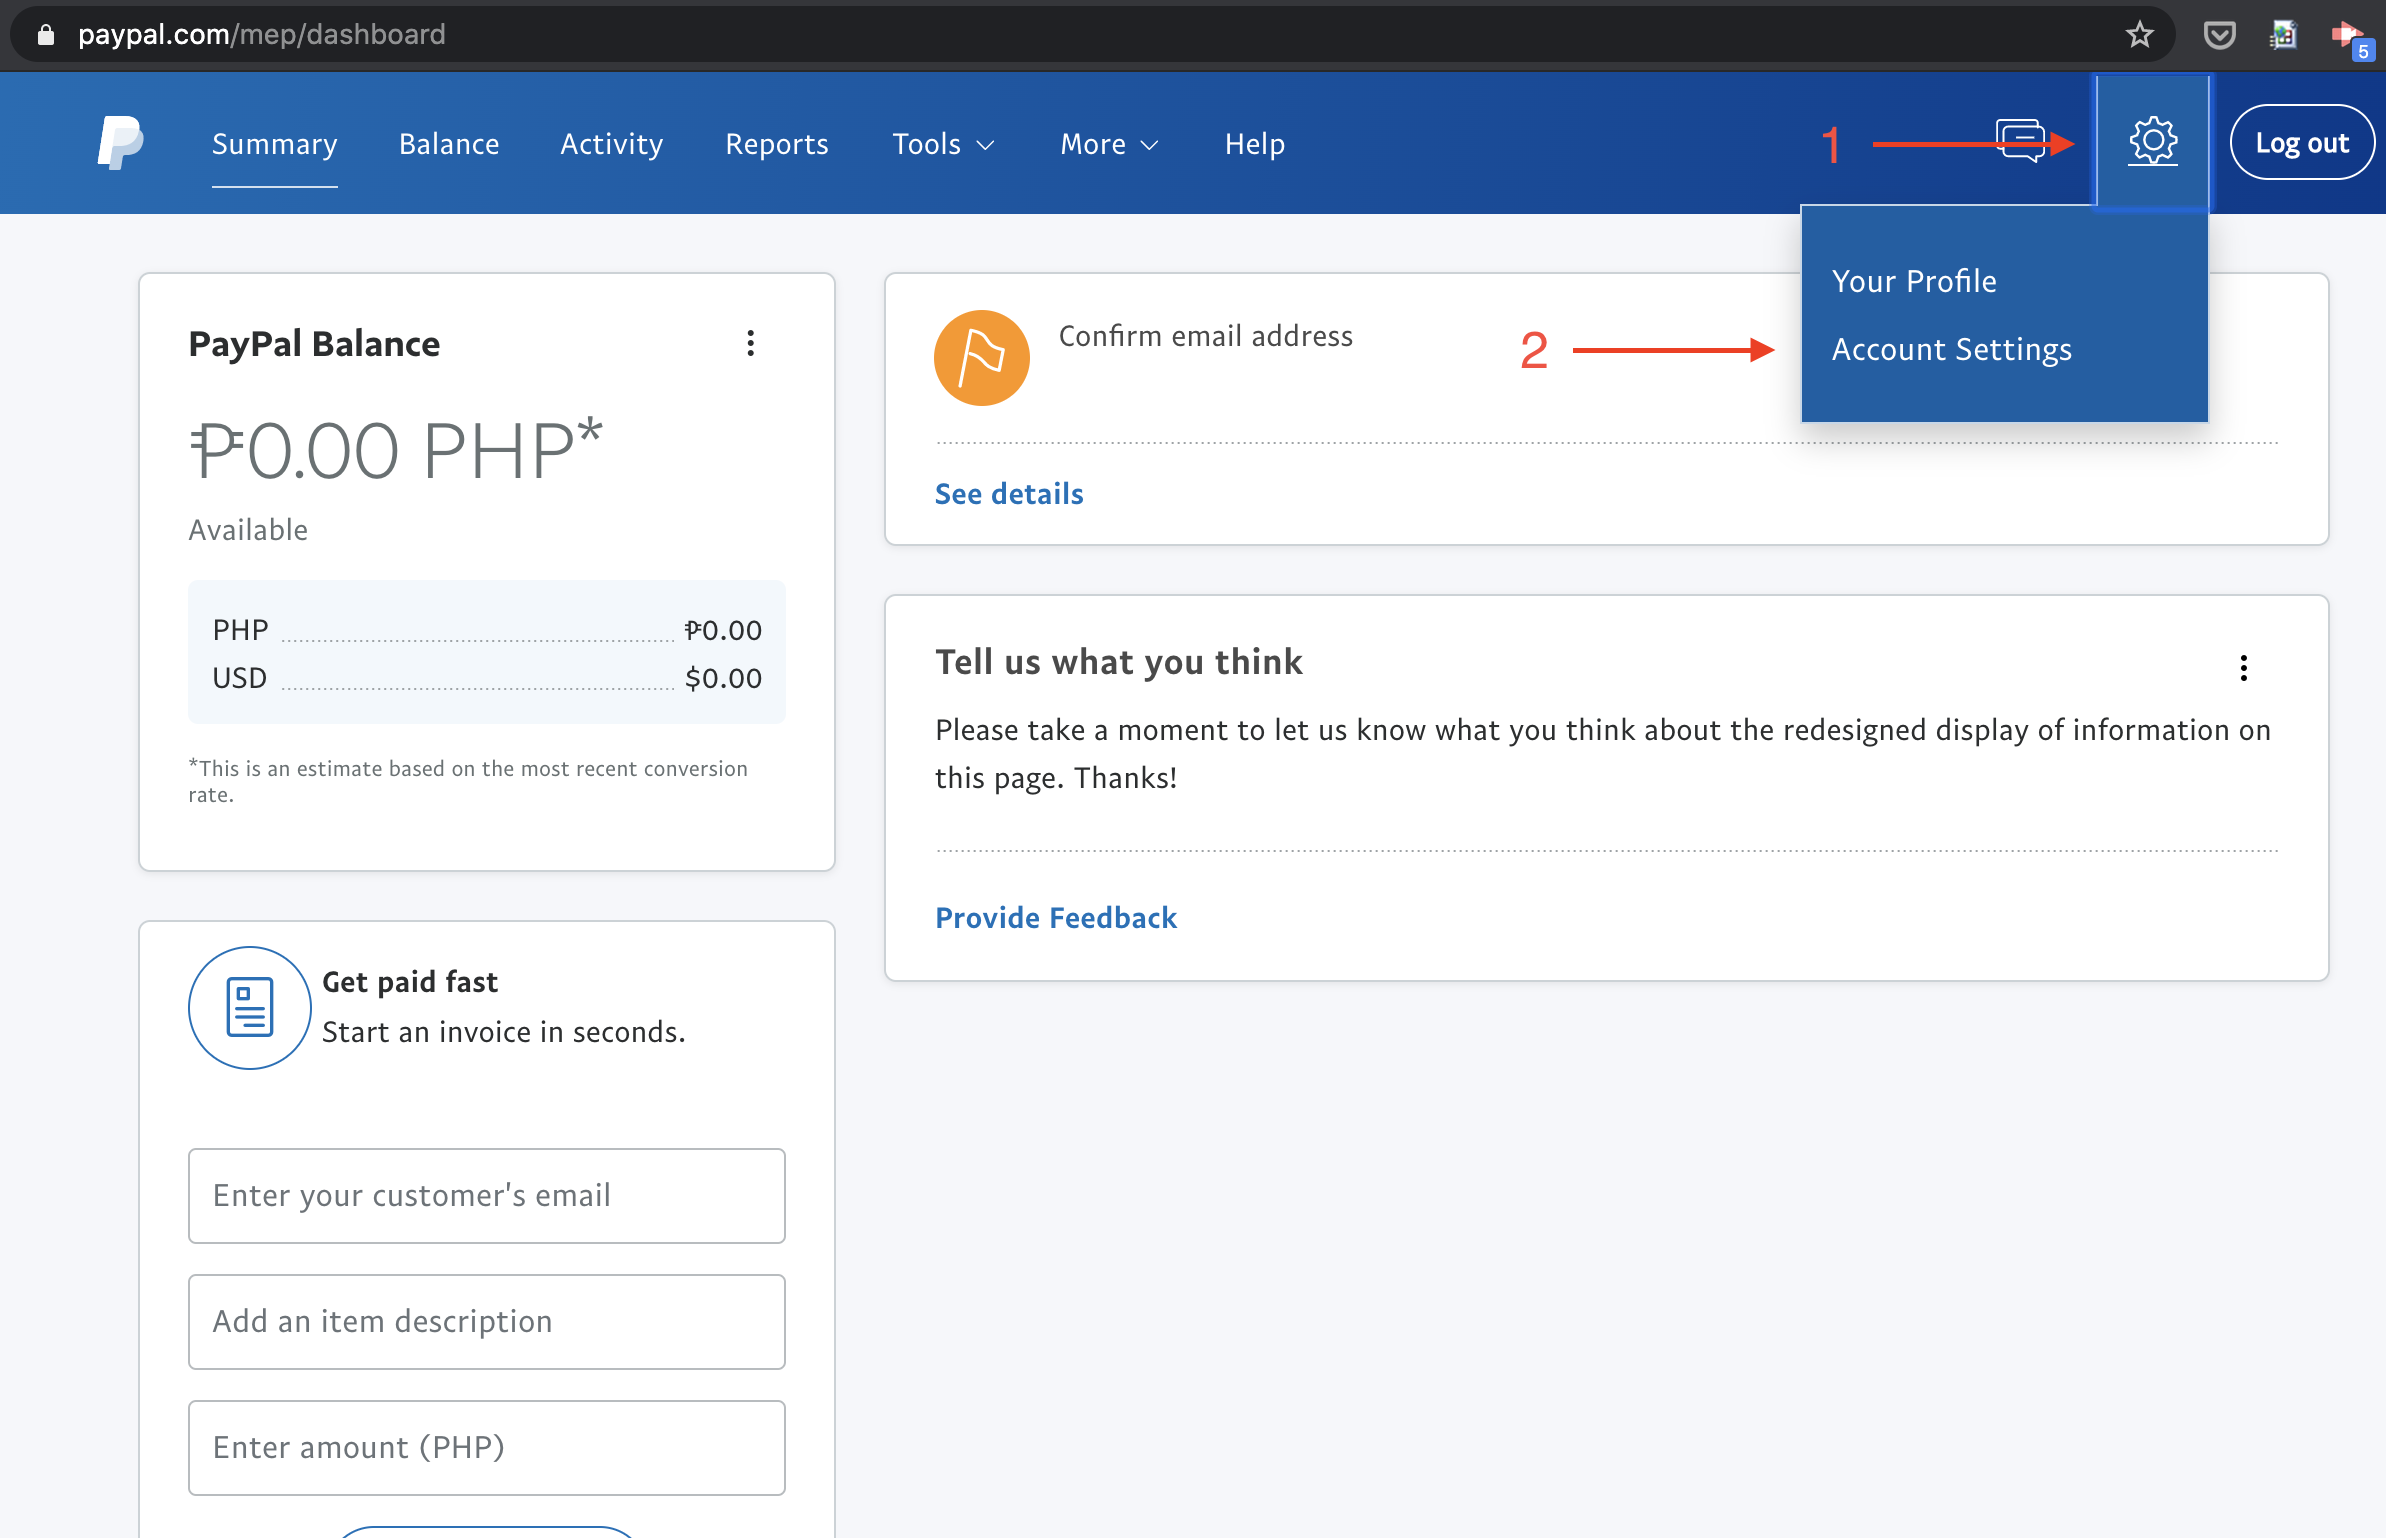 paypal.com/mep/dashboard
5
Summary Balance Activity Reports Tools More Help 1 Log out
Your Profile
2 Account Settings
PayPal Balance
₱0.00 PHP*
Available
PHP ₱0.00
USD $0.00
*This is an estimate based on the most recent conversion
rate.
Confirm email address
See details
Tell us what you think
Please take a moment to let us know what you think about the redesigned display of information on
this page. Thanks!
Provide Feedback
Get paid fast
Start an invoice in seconds.
Enter your customer's email
Add an item description
Enter amount (PHP)